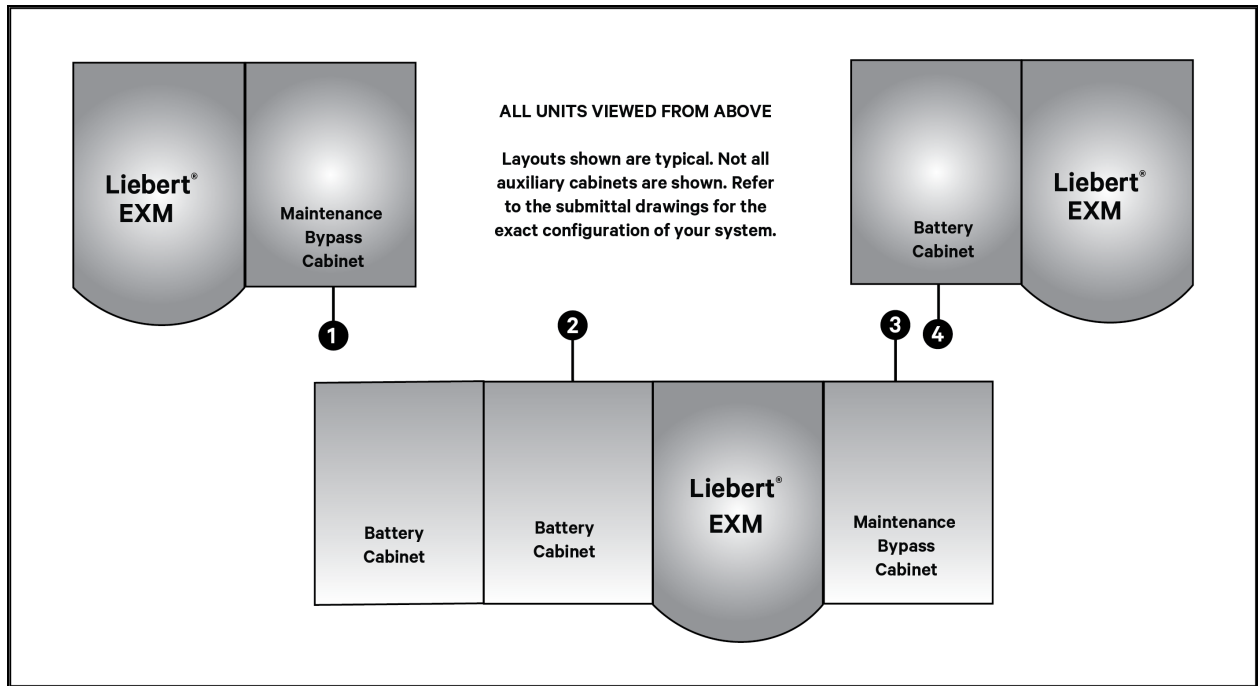 Liebert®
EXM
Maintenance
Bypass
Cabinet
1
ALL UNITS VIEWED FROM ABOVE
Layouts shown are typical. Not all
auxiliary cabinets are shown. Refer
to the submittal drawings for the
exact configuration of your system.
Battery
Cabinet
4
Liebert®
EXM
2
3
Battery
Cabinet
Battery
Cabinet
Liebert®
EXM
Maintenance
Bypass
Cabinet